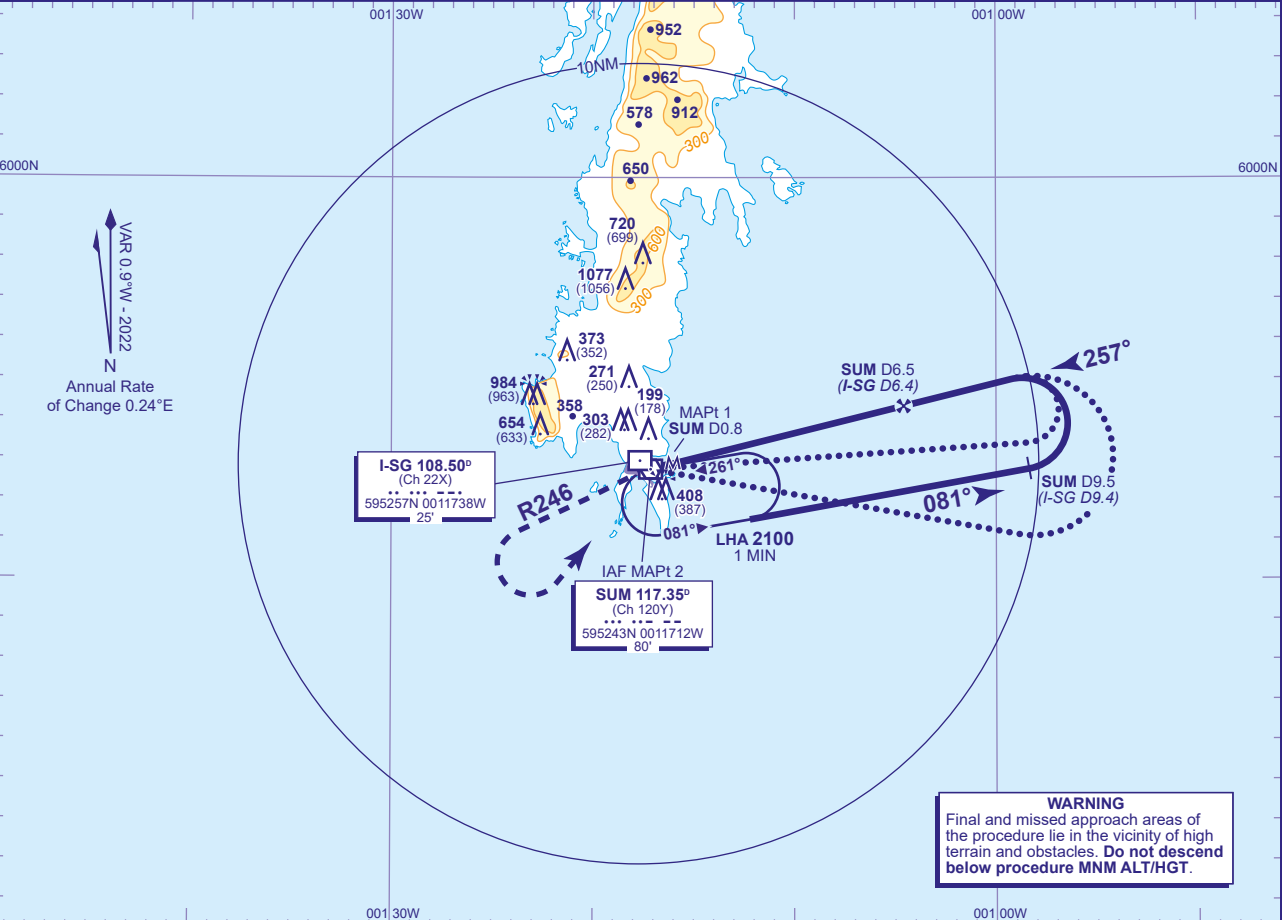 001 30W
001 00W
952
10NM
962
912
578
300
6000N
650
6000N
720
(699)
600
VAR 0.9°W - 2022
1077
(1056)
300
N
Annual Rate
of Change 0.24°E
373
(352)
257°
271
(250)
SUM D6.5
(I-SG D6.4)
984
(963)
199
(178)
358
654
(633)
303
(282)
MAPt 1
SUM D0.8
I-SG 108.50ᴰ
(Ch 22X)
595257N 0011738W
25'
261°
SUM D9.5
(I-SG D9.4)
081°
R246
408
(387)
081°
LHA 2100
1 MIN
IAF MAPt 2
SUM 117.35ᴰ
(Ch 120Y)
595243N 0011712W
80'
WARNING
Final and missed approach areas of
the procedure lie in the vicinity of high
terrain and obstacles. Do not descend
below procedure MNM ALT/HGT.
001 30W
001 00W